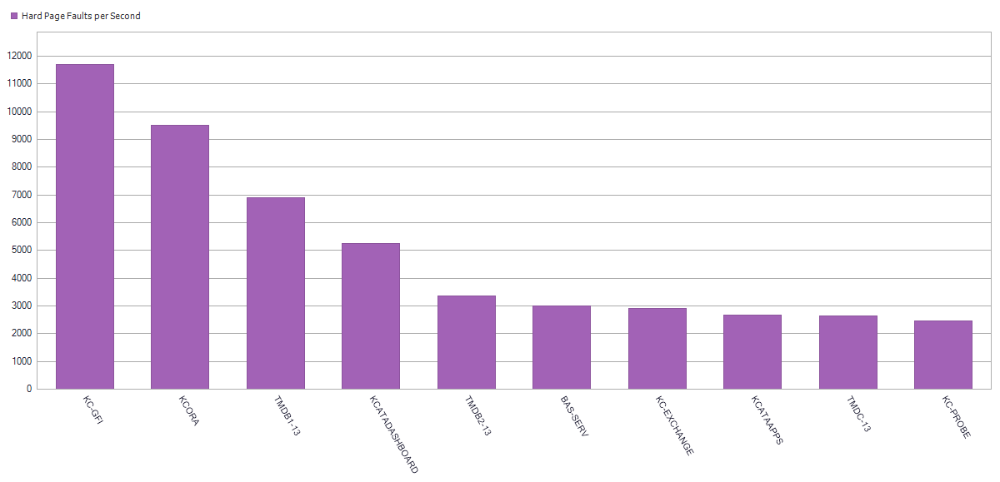 Hard Page Faults per Second
12000
11000
10000
9000
8000
7000
6000
5000
4000
3000
2000
1000
0
KC-GFI
KCORA
TMDB1-13
KCATADASHBOARD
TMDB2-13
BAS-SERV
KC-EXCHANGE
KCATAAPPS
TMDC-13
KC-PROBE